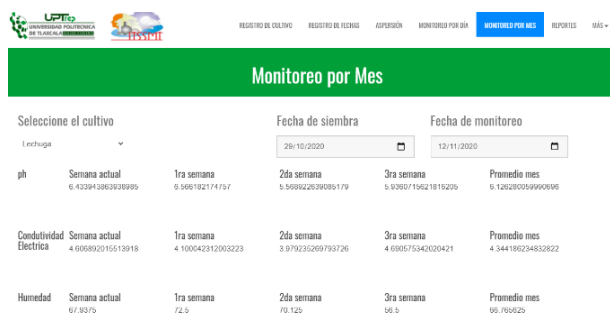 UPTrep
UNIVERSIDAD POLITECNICA
DE TLAXCALA
HSSMI
REGISTRO DE CULTIVO REGISTRO DE FECHAS ASPERSIÓN MONITOREO POR DÍA MONITOREO POR MES REPORTES MÁS
Monitoreo por Mes
Seleccione el cultivo Fecha de siembra Fecha de monitoreo
Lechuga 29/10/2020 12/11/2020
ph Semana actual 1ra semana 2da semana 3ra semana Promedio mes
6.433943863938985 6.566182174757 5.568922639085179 5.9360715621816205 6.126280059990696
Condutividad Semana actual 1ra semana 2da semana 3ra semana Promedio mes
Electrica 4.606892015513918 4.100042312003223 3.979235269793726 4.690575342020421 4.344186234832822
Humedad Semana actual 1ra semana 2da semana 3ra semana Promedio mes
67.9375 72.5 70.125 56.5 66.765625